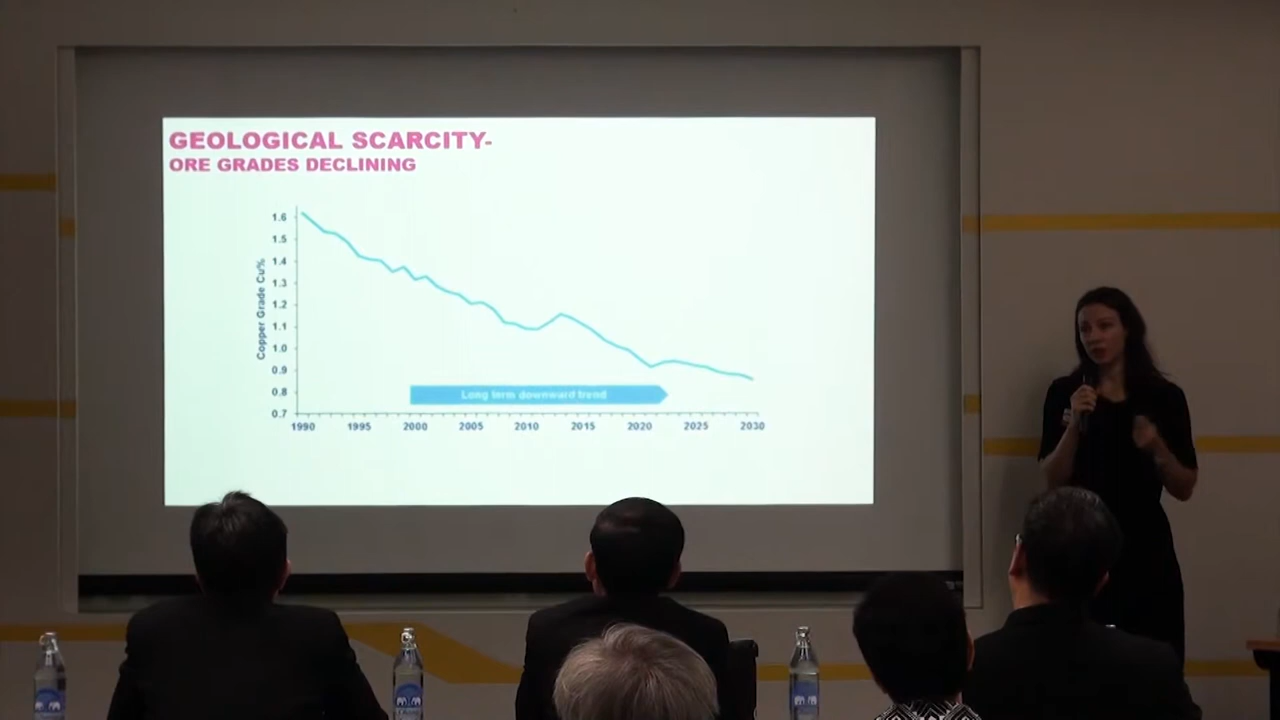 GEOLOGICAL SCARCITY-
ORE GRADES DECLINING
Copper Grade Cu%
1.6
1.5
1.4
1.3
1.2
1.1
1.0
0.9
0.8
0.7
Long term downward trend
1990 1995 2000 2005 2010 2015 2020 2025 2030